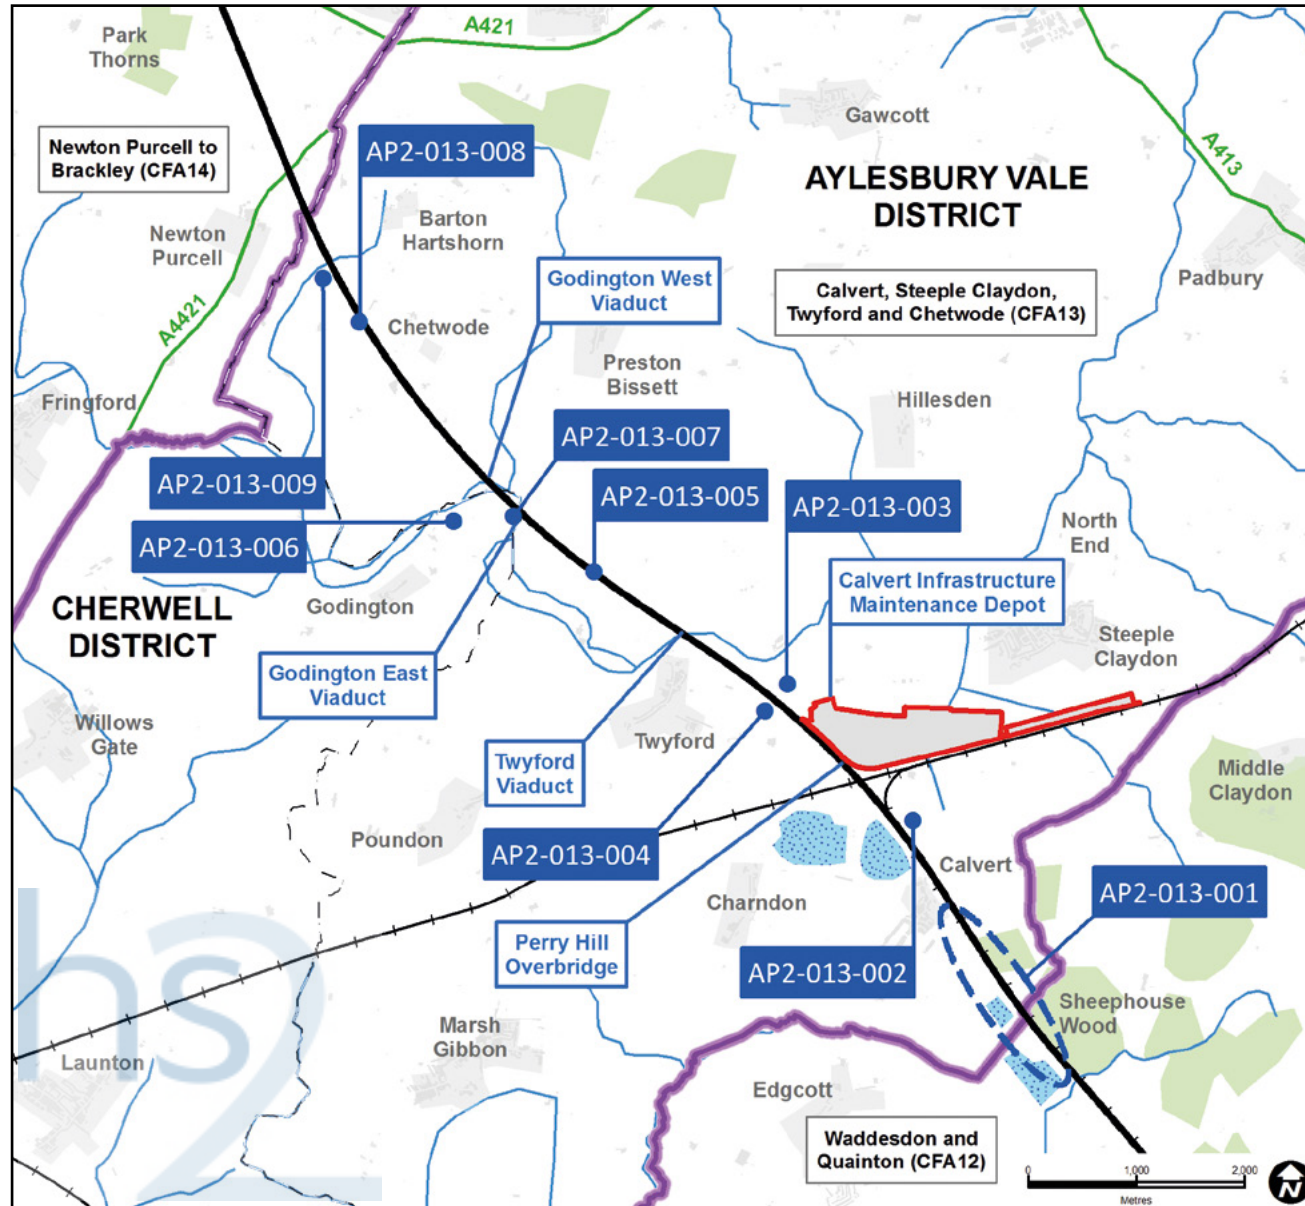 Park
Thorns
A421
Gawcott
A413
Newton Purcell to
Brackley (CFA14)
AP2-013-008
AYLESBURY VALE
DISTRICT
Barton
Hartshorn
Newton
Purcell
Padbury
Godington West
Viaduct
Calvert, Steeple Claydon,
Twyford and Chetwode (CFA13)
A4421
Chetwode
Preston
Bissett
Hillesden
Fringford
AP2-013-007
AP2-013-009
AP2-013-005
AP2-013-003
AP2-013-006
North
End
Calvert Infrastructure
Maintenance Depot
CHERWELL
DISTRICT
Godington
Steeple
Claydon
Godington East
Viaduct
Willows
Gate
Twyford
Twyford
Viaduct
Middle
Claydon
Poundon
AP2-013-004
Calvert
AP2-013-001
Charndon
Perry Hill
Overbridge
AP2-013-002
Sheephouse
Wood
hs2
Marsh
Gibbon
Launton
Edgcott
Waddesdon and
Quainton (CFA12)
0 1,000 2,000
Metres
N